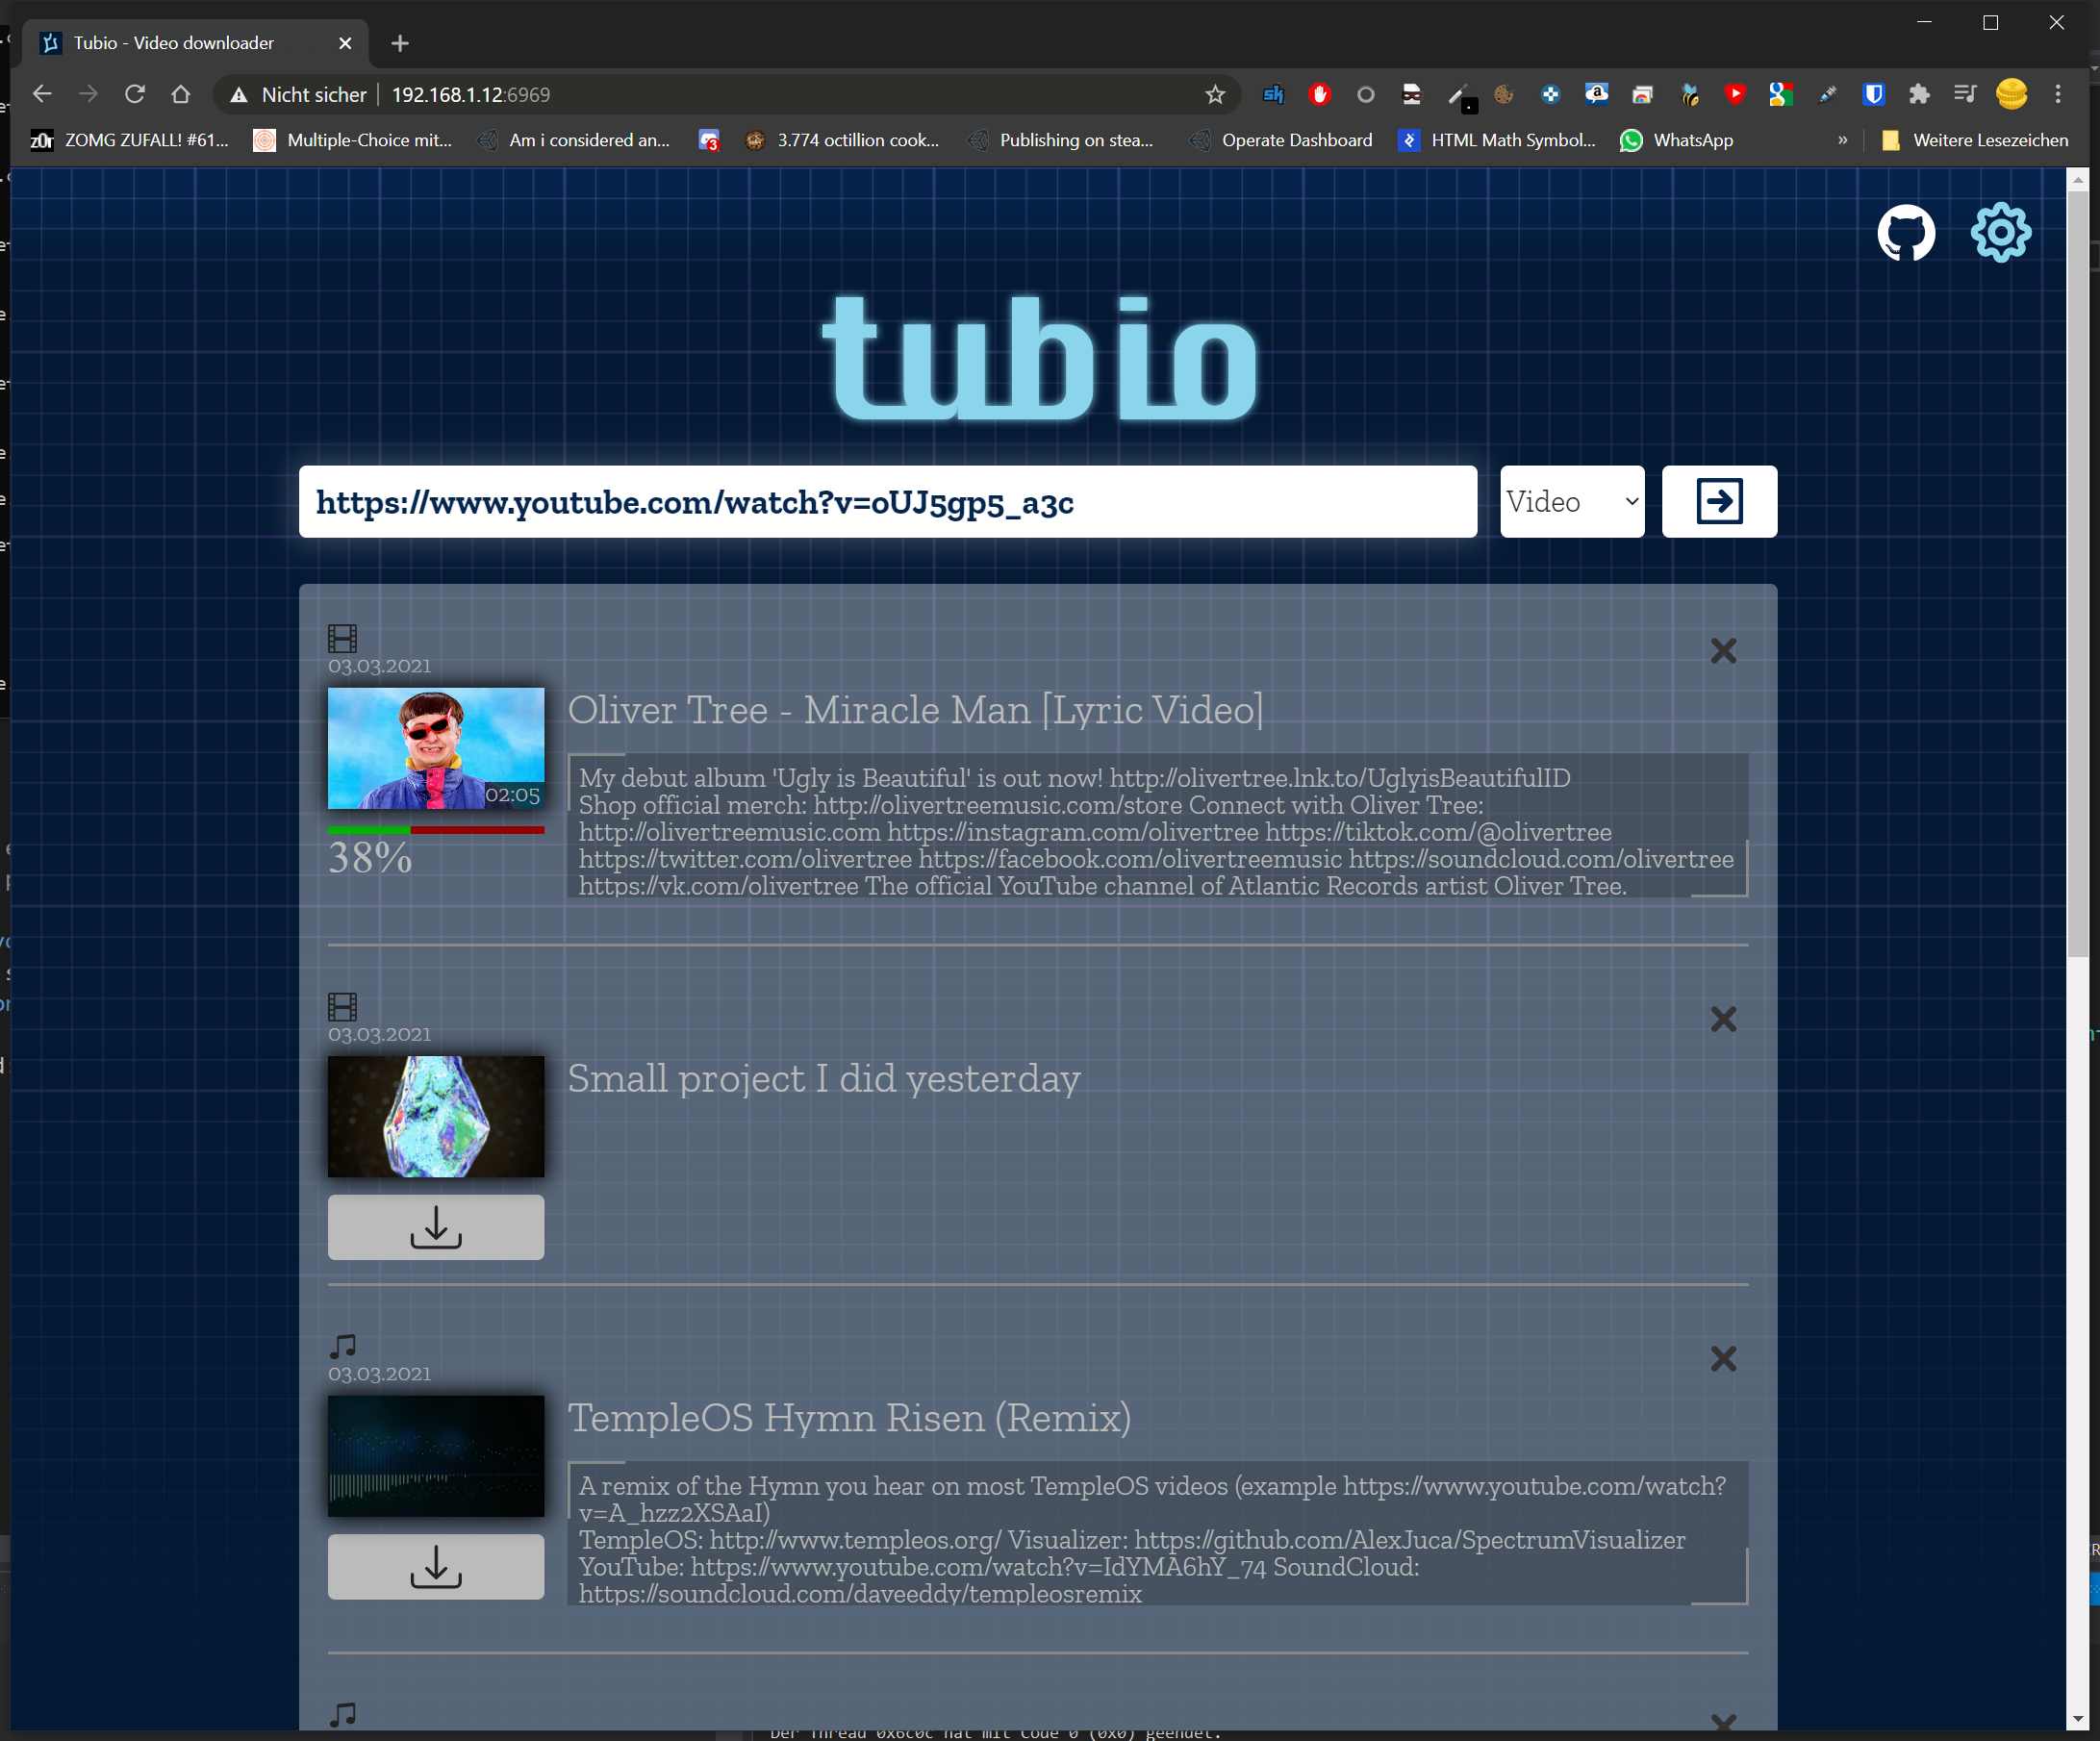 Tubio - Video downloader
Nicht sicher 192.168.1.12:6969
z0r ZOMG ZUFALL! #61... Multiple-Choice mit... Am i considered an... 3 3.774 octillion cook... Publishing on stea... Operate Dashboard HTML Math Symbol... WhatsApp » Weitere Lesezeichen
tubio
https://www.youtube.com/watch?v=oUJ5gp5_a3c Video
03.03.2021
Oliver Tree - Miracle Man [Lyric Video]
02:05
38%
My debut album 'Ugly is Beautiful' is out now! http://olivertree.lnk.to/UglyisBeautifulID
Shop official merch: http://olivertreemusic.com/store Connect with Oliver Tree:
http://olivertreemusic.com https://instagram.com/olivertree https://tiktok.com/@olivertree
https://twitter.com/olivertree https://facebook.com/olivertreemusic https://soundcloud.com/olivertree
https://vk.com/olivertree The official YouTube channel of Atlantic Records artist Oliver Tree.
03.03.2021
Small project I did yesterday
03.03.2021
TempleOS Hymn Risen (Remix)
A remix of the Hymn you hear on most TempleOS videos (example https://www.youtube.com/watch?
v=A_hzz2XSAaI)
TempleOS: http://www.templeos.org/ Visualizer: https://github.com/AlexJuca/SpectrumVisualizer
YouTube: https://www.youtube.com/watch?v=IdYMA6hY_74 SoundCloud:
https://soundcloud.com/daveeddy/templeosremix
Der Thread 0x6c0c hat mit Code 0 (0x0) geendet.